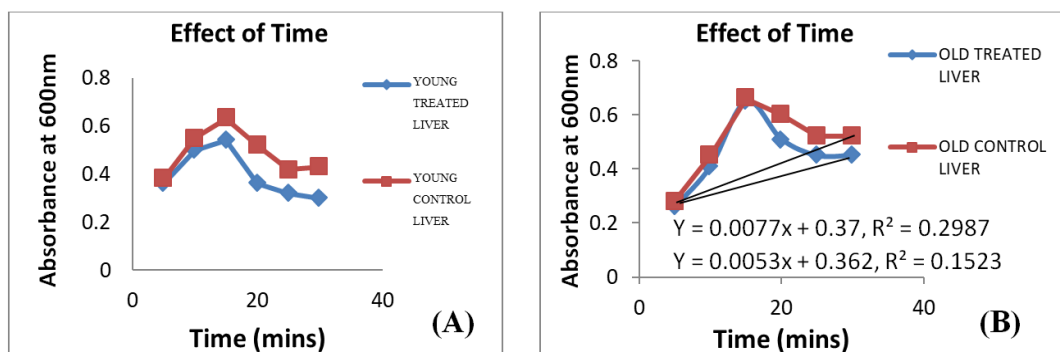 Effect of Time
Absorbance at 600nm
0.8
0.6
0.4
0.2
0
0
20
40
Time (mins)
YOUNG
TREATED
LIVER
YOUNG
CONTROL
LIVER
(A)
Effect of Time
Absorbance at 600nm
0.8
0.6
0.4
0.2
0
0
20
40
Time (mins)
OLD TREATED
LIVER
OLD CONTROL
LIVER
Y = 0.0077x + 0.37, R² = 0.2987
Y = 0.0053x + 0.362, R² = 0.1523
(B)